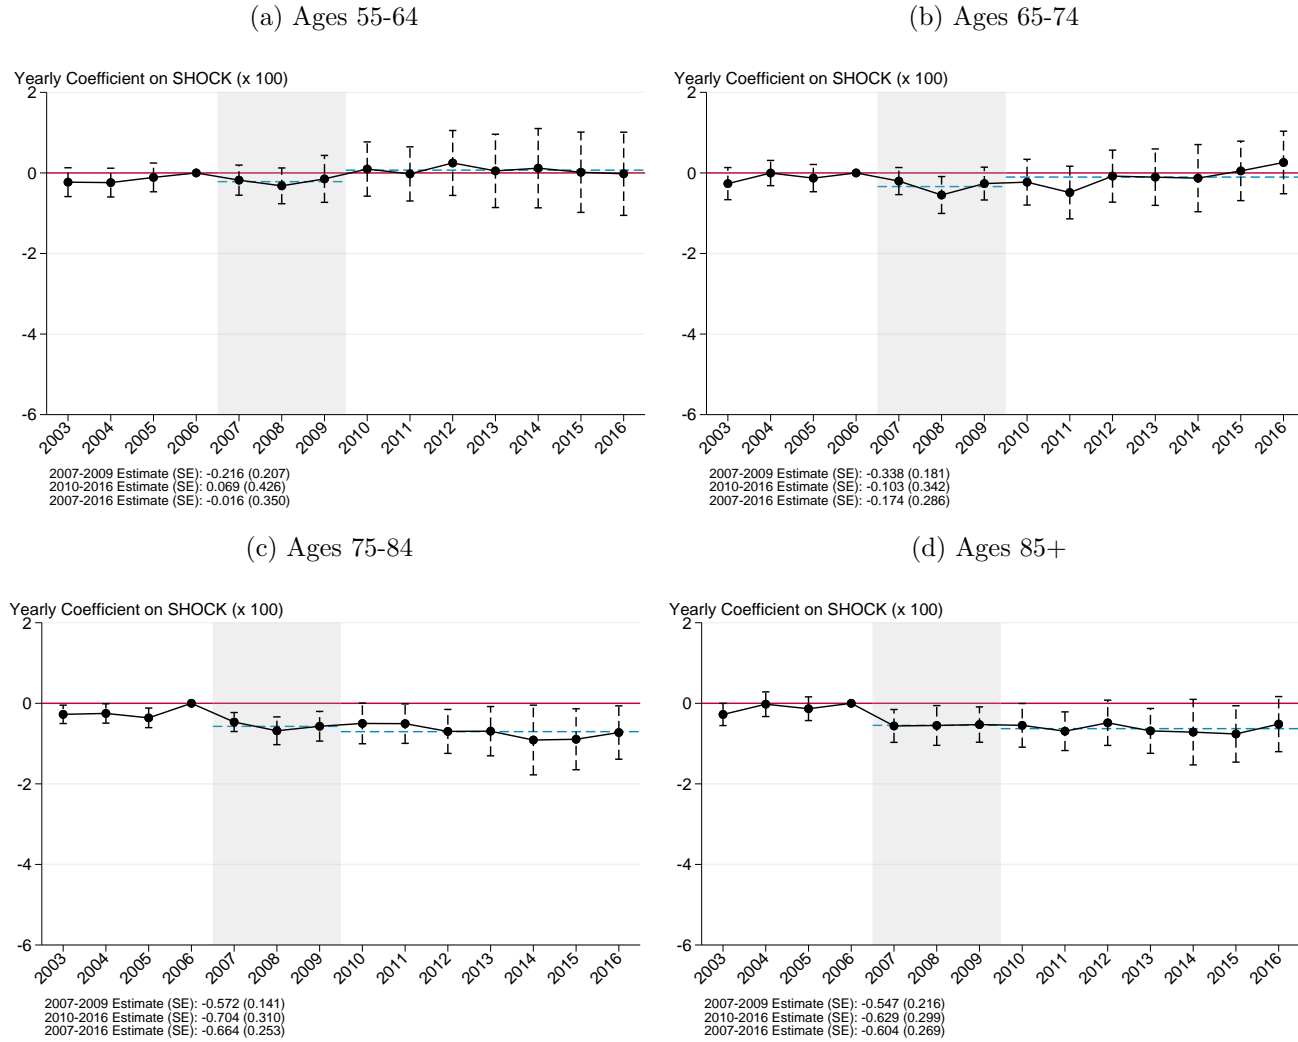 (a) Ages 55-64
Yearly Coefficient on SHOCK (x 100)
2
0
-2
-4
-6
2003 2004 2005 2006 2007 2008 2009 2010 2011 2012 2013 2014 2015 2016
2007-2009 Estimate (SE): -0.216 (0.207)
2010-2016 Estimate (SE): 0.069 (0.426)
2007-2016 Estimate (SE): -0.016 (0.350)
(b) Ages 65-74
Yearly Coefficient on SHOCK (x 100)
2
0
-2
-4
-6
2003 2004 2005 2006 2007 2008 2009 2010 2011 2012 2013 2014 2015 2016
2007-2009 Estimate (SE): -0.338 (0.181)
2010-2016 Estimate (SE): -0.103 (0.342)
2007-2016 Estimate (SE): -0.174 (0.286)
(c) Ages 75-84
Yearly Coefficient on SHOCK (x 100)
2
0
-2
-4
-6
2003 2004 2005 2006 2007 2008 2009 2010 2011 2012 2013 2014 2015 2016
2007-2009 Estimate (SE): -0.572 (0.141)
2010-2016 Estimate (SE): -0.704 (0.310)
2007-2016 Estimate (SE): -0.664 (0.253)
(d) Ages 85+
Yearly Coefficient on SHOCK (x 100)
2
0
-2
-4
-6
2003 2004 2005 2006 2007 2008 2009 2010 2011 2012 2013 2014 2015 2016
2007-2009 Estimate (SE): -0.547 (0.216)
2010-2016 Estimate (SE): -0.629 (0.299)
2007-2016 Estimate (SE): -0.604 (0.269)